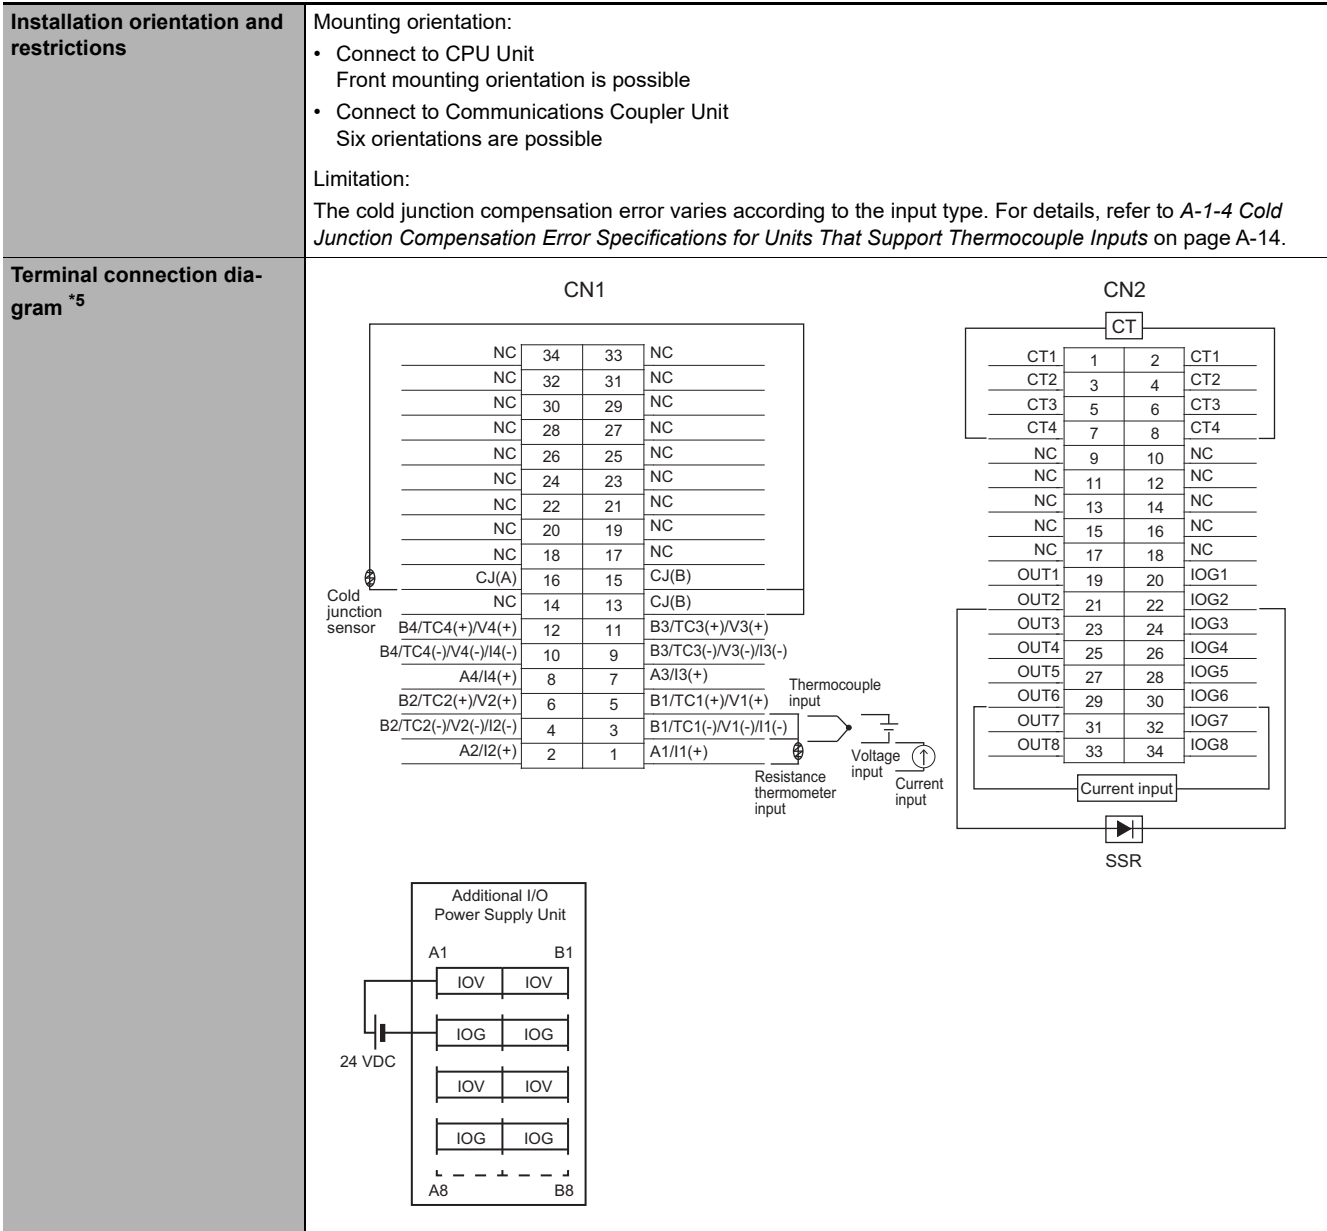 Installation orientation and
restrictions
Mounting orientation:
• Connect to CPU Unit
Front mounting orientation is possible
• Connect to Communications Coupler Unit
Six orientations are possible
Limitation:
The cold junction compensation error varies according to the input type. For details, refer to A-1-4 Cold
Junction Compensation Error Specifications for Units That Support Thermocouple Inputs on page A-14.
Terminal connection dia-
gram *5
CN1
NC 34 33 NC
NC 32 31 NC
NC 30 29 NC
NC 28 27 NC
NC 26 25 NC
NC 24 23 NC
NC 22 21 NC
NC 20 19 NC
NC 18 17 NC
CJ(A) 16 15 CJ(B)
NC 14 13 CJ(B)
B4/TC4(+)/V4(+) 12 11 B3/TC3(+)/V3(+)
B4/TC4(-)/V4(-)/I4(-) 10 9 B3/TC3(-)/V3(-)/I3(-)
A4/I4(+) 8 7 A3/I3(+)
B2/TC2(+)/V2(+) 6 5 B1/TC1(+)/V1(+)
B2/TC2(-)/V2(-)/I2(-) 4 3 B1/TC1(-)/V1(-)/I1(-)
A2/I2(+) 2 1 A1/I1(+)
Cold
junction
sensor
Thermocouple
input
Resistance
thermometer
input
Voltage
input
Current
input
CN2
CT
CT1 1 2 CT1
CT2 3 4 CT2
CT3 5 6 CT3
CT4 7 8 CT4
NC 9 10 NC
NC 11 12 NC
NC 13 14 NC
NC 15 16 NC
NC 17 18 NC
OUT1 19 20 IOG1
OUT2 21 22 IOG2
OUT3 23 24 IOG3
OUT4 25 26 IOG4
OUT5 27 28 IOG5
OUT6 29 30 IOG6
OUT7 31 32 IOG7
OUT8 33 34 IOG8
Current input
SSR
Additional I/O
Power Supply Unit
A1 B1
IOV IOV
IOG IOG
24 VDC
IOV IOV
IOG IOG
A8 B8